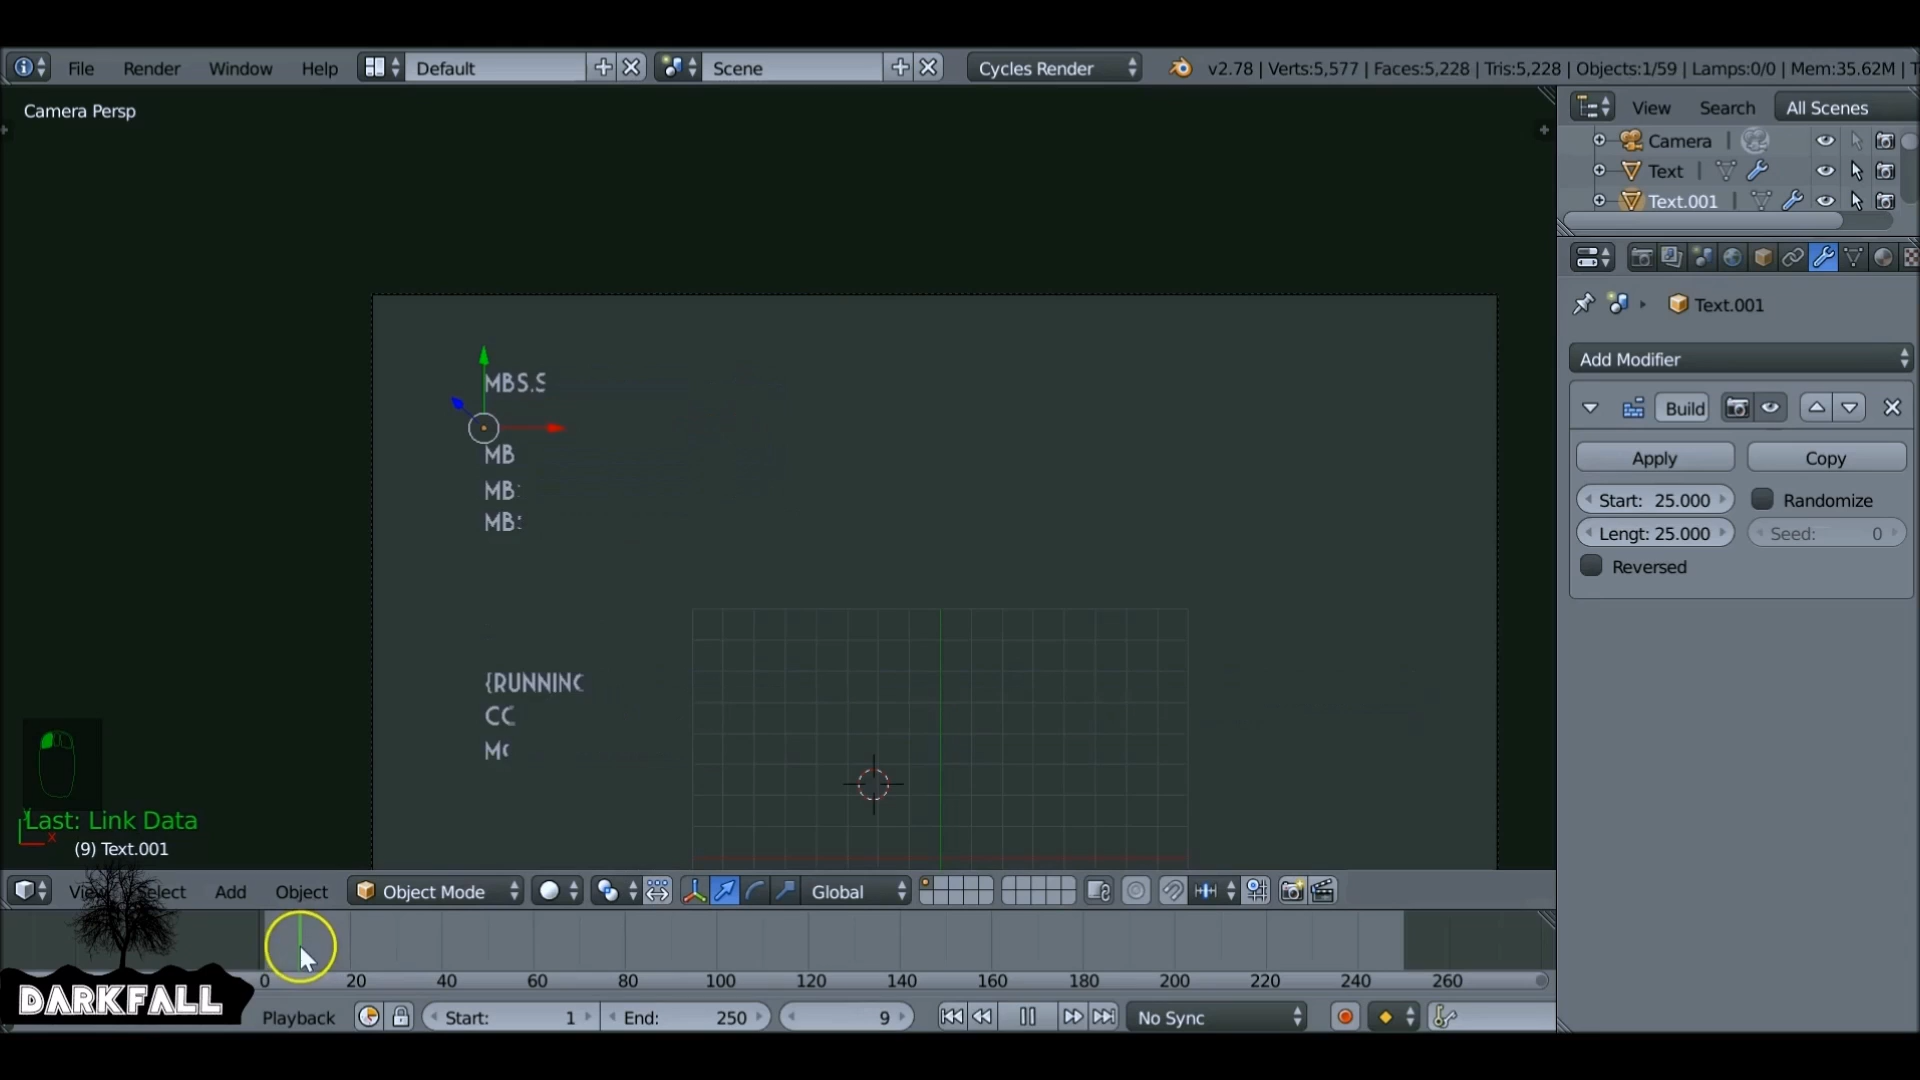 File Render Window Help Default Scene Cycles Render v2.78 | Verts:5,577 | Faces:5,228 | Tris:5,228 | Objects:1/59 | Lamps:0/0 | Mem:35.62M | T
Camera Persp
View Search All Scenes
Camera
Text
Text.001
Text.001
Add Modifier
Build
Apply Copy
Start: 25.000 Randomize
Lengt: 25.000 Seed: 0
Reversed
MBS.S
MB
MB:
MB:
{RUNNING
CC
Last: Link Data
(9) Text.001
View Select Add Object Object Mode Global
0 20 40 60 80 100 120 140 160 180 200 220 240 260
DARKFALL
Playback Start: 1 End: 250 9 No Sync